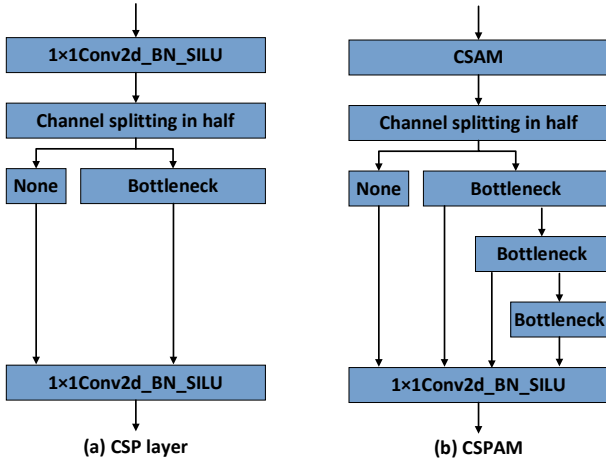 1×1Conv2d_BN_SILU
Channel splitting in half
None
Bottleneck
1×1Conv2d_BN_SILU
(a) CSP layer
CSAM
Channel splitting in half
None
Bottleneck
Bottleneck
Bottleneck
1×1Conv2d_BN_SILU
(b) CSPAM